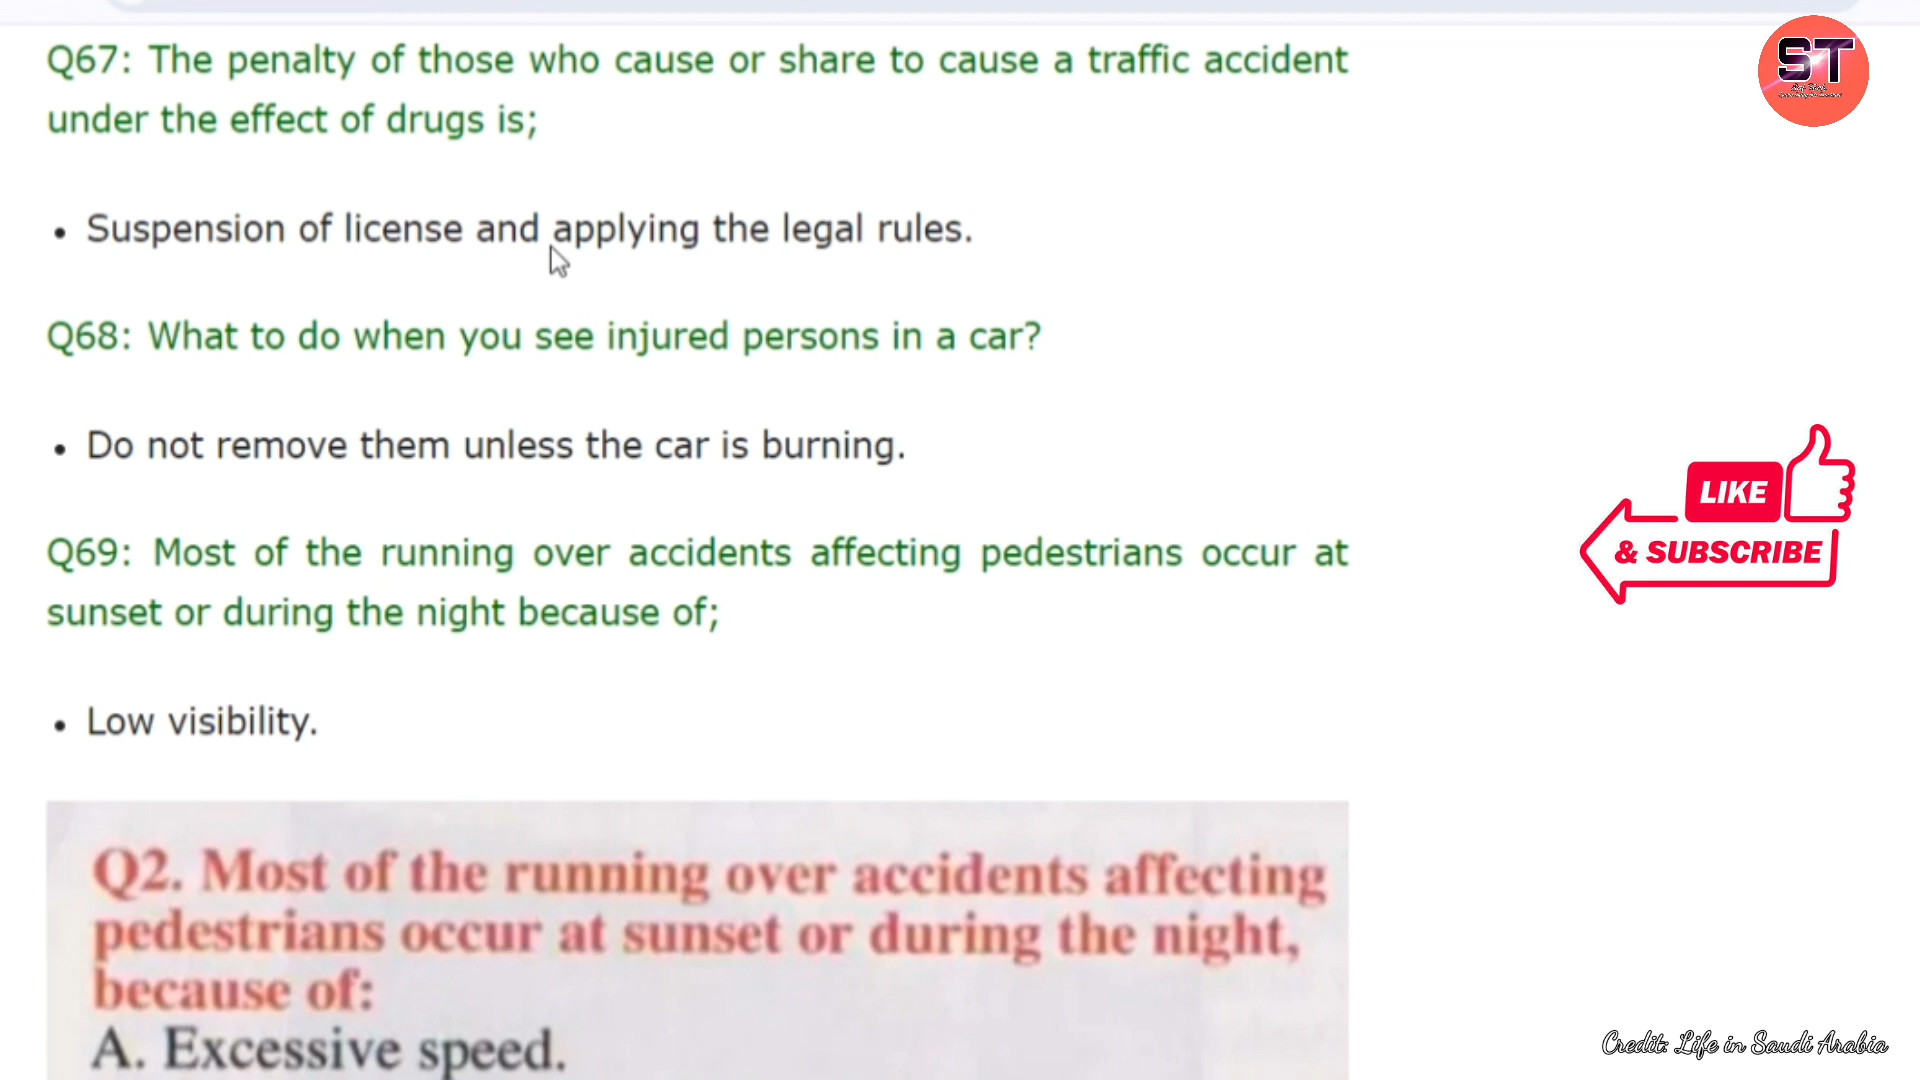 Q67: The penalty of those who cause or share to cause a traffic accident
under the effect of drugs is;
• Suspension of license and applying the legal rules.
Q68: What to do when you see injured persons in a car?
• Do not remove them unless the car is burning.
Q69: Most of the running over accidents affecting pedestrians occur at
sunset or during the night because of;
• Low visibility.
Q2. Most of the running over accidents affecting
pedestrians occur at sunset or during the night,
because of:
A. Excessive speed.
ST
LIKE
& SUBSCRIBE
Credit: Life in Saudi Arabia